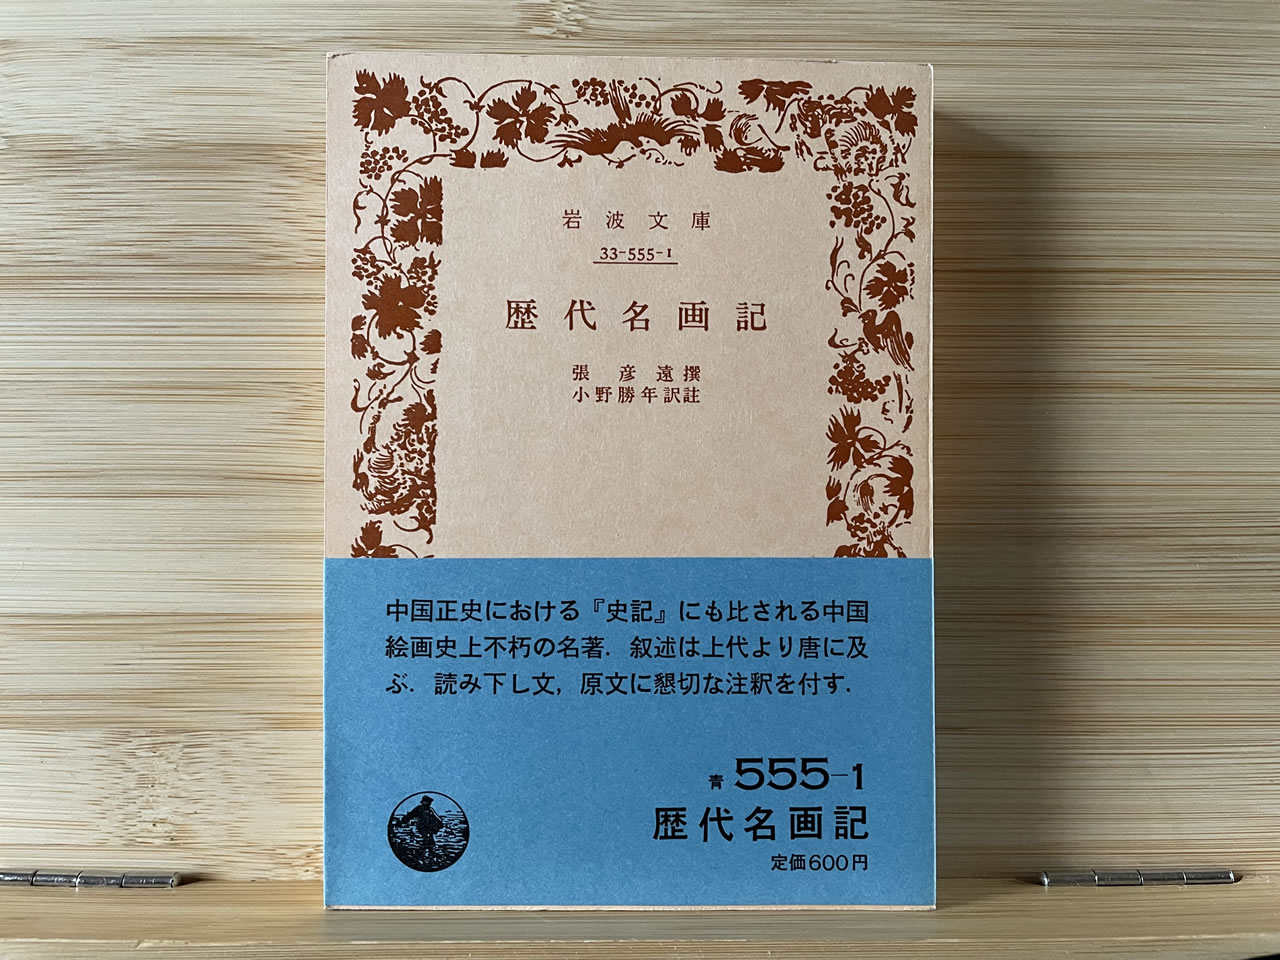 岩波文庫
33-555-1
歴代名画記
張彦遠撰
小野勝年訳註
中国正史における『史記』にも比される中国
絵画史上不朽の名著．叙述は上代より唐に及
ぶ．読み下し文，原文に懇切な注釈を付す．
青 555-1
歴代名画記
定価600円